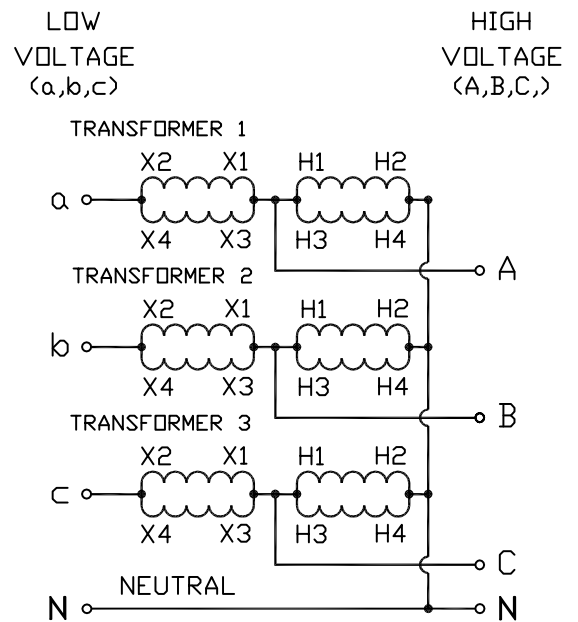 LOW HIGH
VOLTAGE VOLTAGE
(a,b,c) (A,B,C,)
TRANSFORMER 1
X2 X1 H1 H2
a
X4 X3 H3 H4
A
TRANSFORMER 2
X2 X1 H1 H2
b
X4 X3 H3 H4
B
TRANSFORMER 3
X2 X1 H1 H2
c
X4 X3 H3 H4
C
NEUTRAL
N N